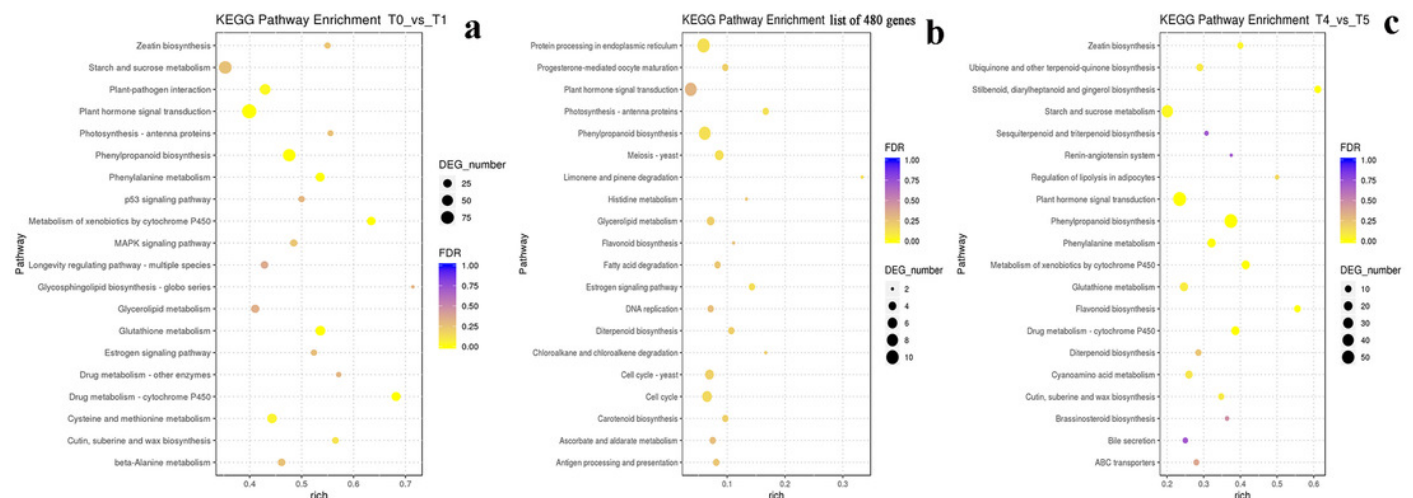 KEGG Pathway Enrichment T0_vs_T1
a
Pathway
Zeatin biosynthesis
Starch and sucrose metabolism
Plant-pathogen interaction
Plant hormone signal transduction
Photosynthesis - antenna proteins
Phenylpropanoid biosynthesis
Phenylalanine metabolism
p53 signaling pathway
Metabolism of xenobiotics by cytochrome P450
MAPK signaling pathway
Longevity regulating pathway - multiple species
Glycosphingolipid biosynthesis - globo series
Glycerolipid metabolism
Glutathione metabolism
Estrogen signaling pathway
Drug metabolism - other enzymes
Drug metabolism - cytochrome P450
Cysteine and methionine metabolism
Cutin, suberine and wax biosynthesis
beta-Alanine metabolism
0.4 0.5 0.6 0.7
rich
DEG_number
25
50
75
FDR
1.00
0.75
0.50
0.25
0.00
KEGG Pathway Enrichment list of 480 genes
b
Pathway
Protein processing in endoplasmic reticulum
Progesterone-mediated oocyte maturation
Plant hormone signal transduction
Photosynthesis - antenna proteins
Phenylpropanoid biosynthesis
Meiosis - yeast
Limonene and pinene degradation
Histidine metabolism
Glycerolipid metabolism
Flavonoid biosynthesis
Fatty acid degradation
Estrogen signaling pathway
DNA replication
Diterpenoid biosynthesis
Chloroalkane and chloroalkene degradation
Cell cycle - yeast
Cell cycle
Carotenoid biosynthesis
Ascorbate and aldarate metabolism
Antigen processing and presentation
0.1 0.2 0.3
rich
FDR
1.00
0.75
0.50
0.25
0.00
DEG_number
2
4
6
8
10
KEGG Pathway Enrichment T4_vs_T5
c
Pathway
Zeatin biosynthesis
Ubiquinone and other terpenoid-quinone biosynthesis
Stilbenoid, diarylheptanoid and gingerol biosynthesis
Starch and sucrose metabolism
Sesquiterpenoid and triterpenoid biosynthesis
Renin-angiotensin system
Regulation of lipolysis in adipocytes
Plant hormone signal transduction
Phenylpropanoid biosynthesis
Phenylalanine metabolism
Metabolism of xenobiotics by cytochrome P450
Glutathione metabolism
Flavonoid biosynthesis
Drug metabolism - cytochrome P450
Diterpenoid biosynthesis
Cyanoamino acid metabolism
Cutin, suberine and wax biosynthesis
Brassinosteroid biosynthesis
Bile secretion
ABC transporters
0.2 0.3 0.4 0.5 0.6
rich
FDR
1.00
0.75
0.50
0.25
0.00
DEG_number
10
20
30
40
50